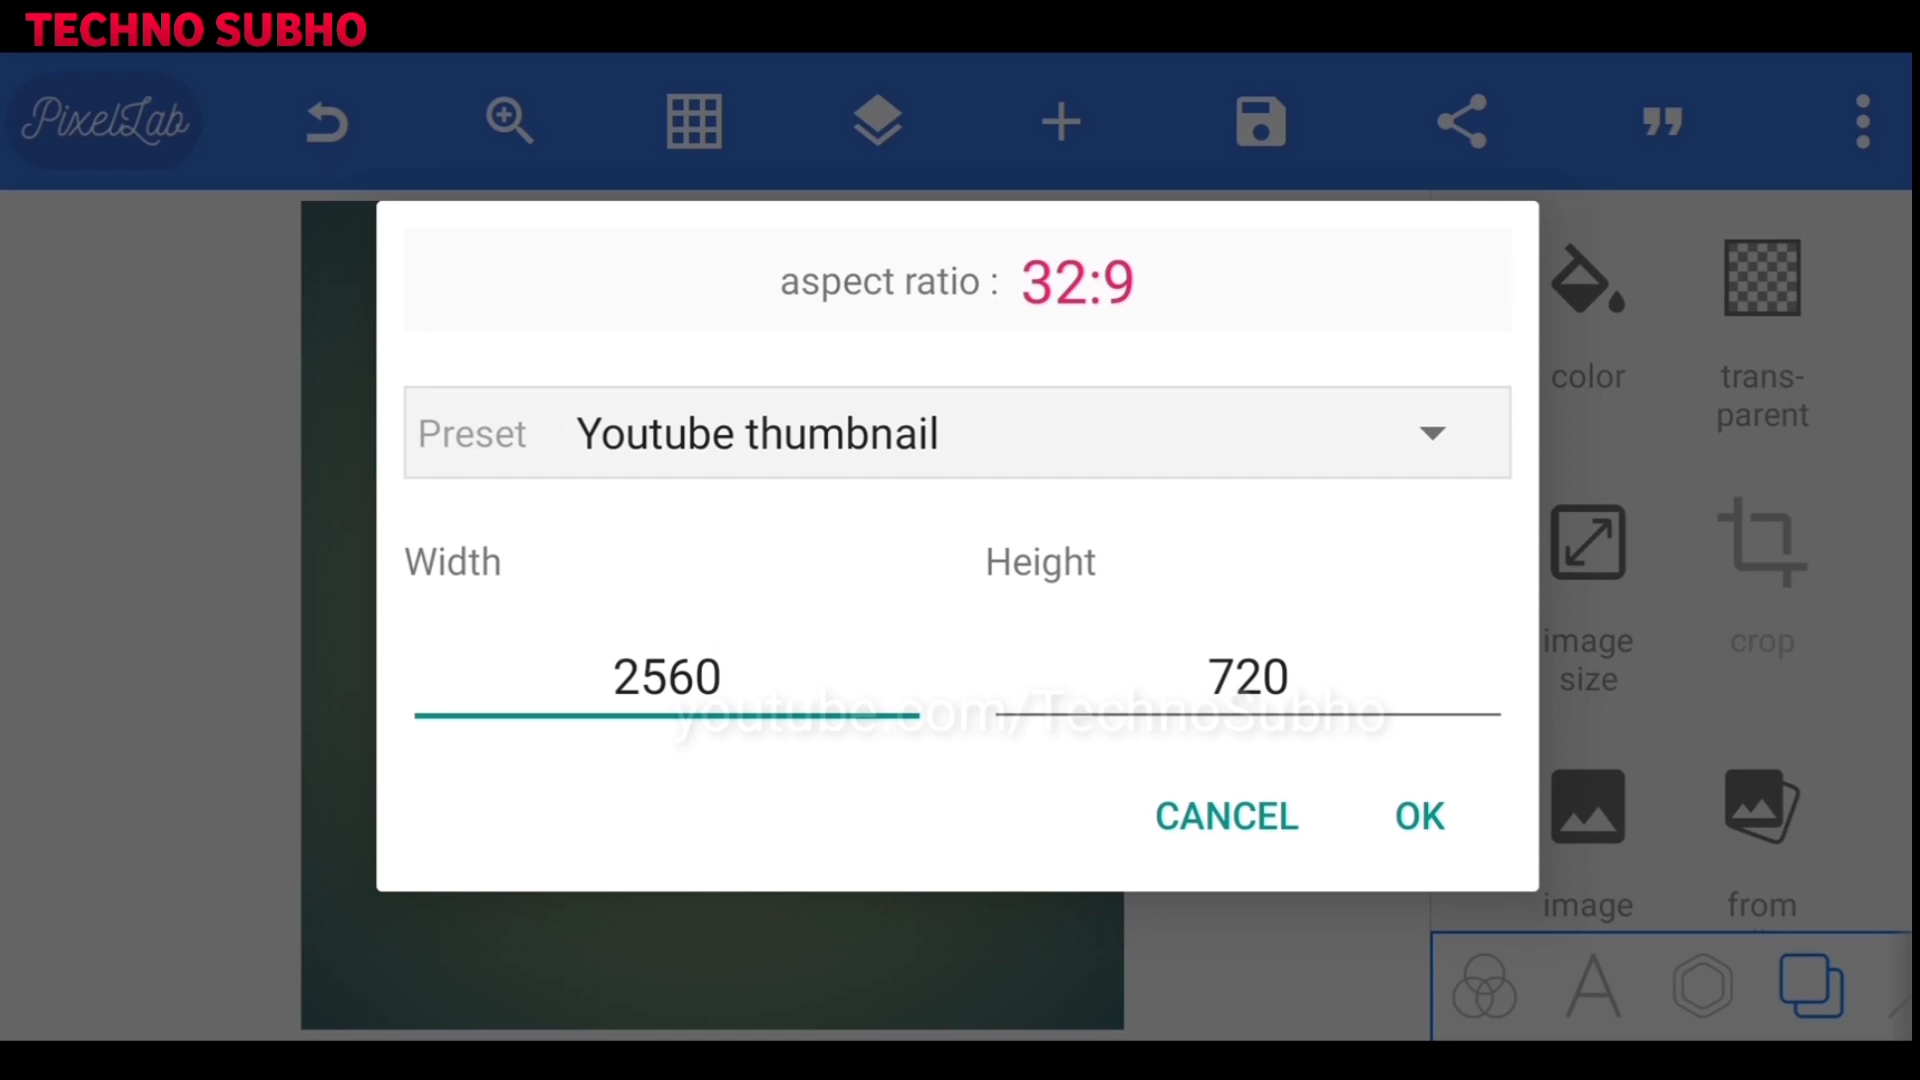 TECHNO SUBHO
PixelLab
aspect ratio : 32:9
Preset Youtube thumbnail
Width Height
2560 720
youtube.com/TechnoSubho
CANCEL OK
color
trans-
parent
image
size
crop
image
from